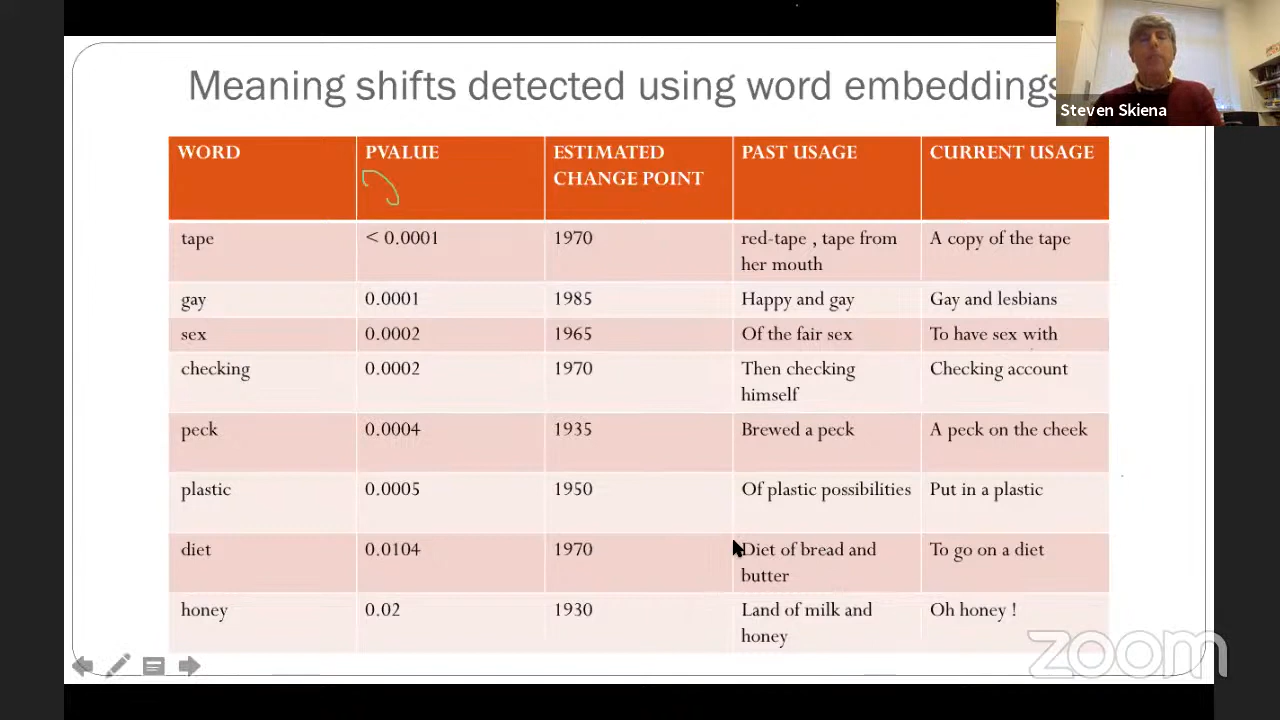 Meaning shifts detected using word embeddings
Steven Skiena
WORD PVALUE ESTIMATED CHANGE POINT PAST USAGE CURRENT USAGE
tape < 0.0001 1970 red-tape , tape from her mouth A copy of the tape
gay 0.0001 1985 Happy and gay Gay and lesbians
sex 0.0002 1965 Of the fair sex To have sex with
checking 0.0002 1970 Then checking himself Checking account
peck 0.0004 1935 Brewed a peck A peck on the cheek
plastic 0.0005 1950 Of plastic possibilities Put in a plastic
diet 0.0104 1970 Diet of bread and butter To go on a diet
honey 0.02 1930 Land of milk and honey Oh honey !
zoom